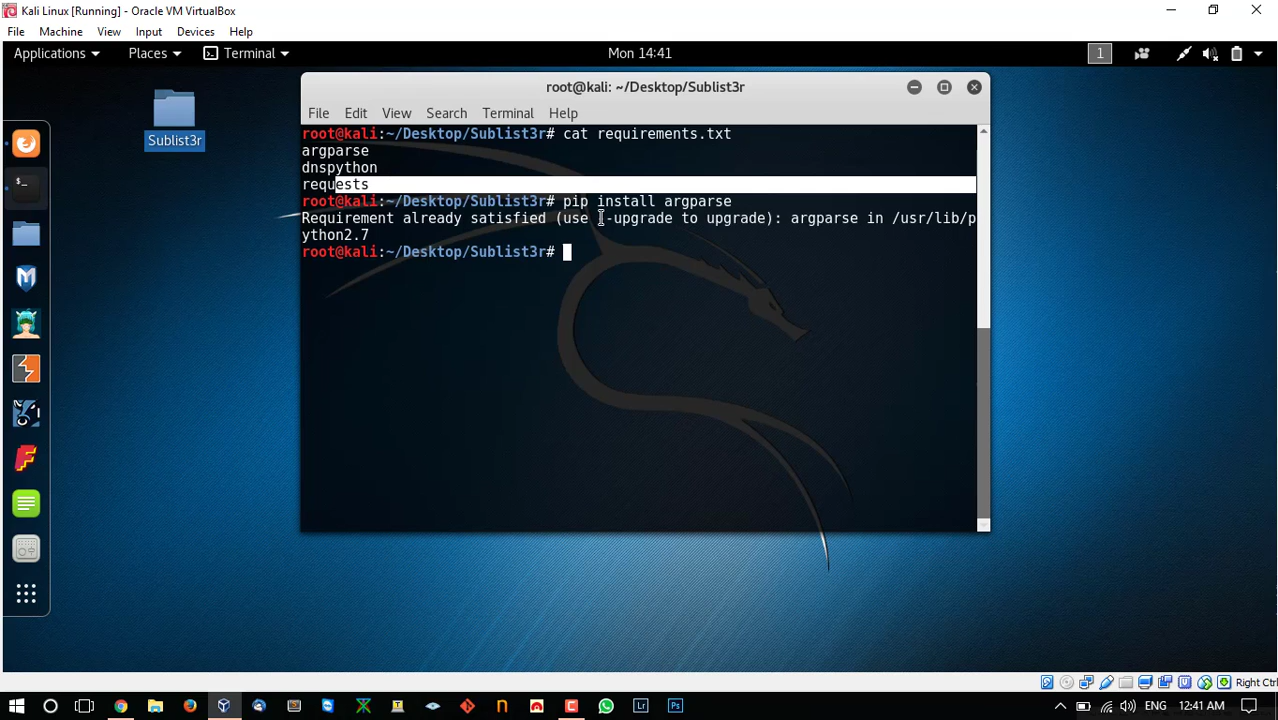 Kali Linux [Running] - Oracle VM VirtualBox
File Machine View Input Devices Help
Applications Places Terminal Mon 14:41 1
Sublist3r
root@kali: ~/Desktop/Sublist3r
File Edit View Search Terminal Help
root@kali:~/Desktop/Sublist3r# cat requirements.txt
argparse
dnspython
requests
root@kali:~/Desktop/Sublist3r# pip install argparse
Requirement already satisfied (use --upgrade to upgrade): argparse in /usr/lib/p
ython2.7
root@kali:~/Desktop/Sublist3r#
Right Ctrl
Lr Ps ENG 12:41 AM